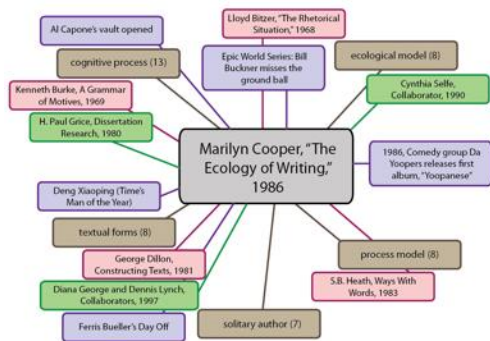 Al Capone's vault opened
Lloyd Bitzer, "The Rhetorical
Situation," 1968
cognitive process (13)
Epic World Series: Bill
Buckner misses the
ground ball
ecological model (8)
Kenneth Burke, A Grammar
of Motives, 1969
Cynthia Selfe,
Collaborator, 1990
H. Paul Grice, Dissertation
Research, 1980
Marilyn Cooper, "The
Ecology of Writing,"
1986
1986, Comedy group Da
Yoopers releases first
album, "Yoopanese"
Deng Xiaoping (Time's
Man of the Year)
textual forms (8)
George Dillon,
Constructing Texts, 1981
process model (8)
Diana George and Dennis Lynch,
Collaborators, 1997
S.B. Heath, Ways With
Words, 1983
Ferris Bueller's Day Off
solitary author (7)